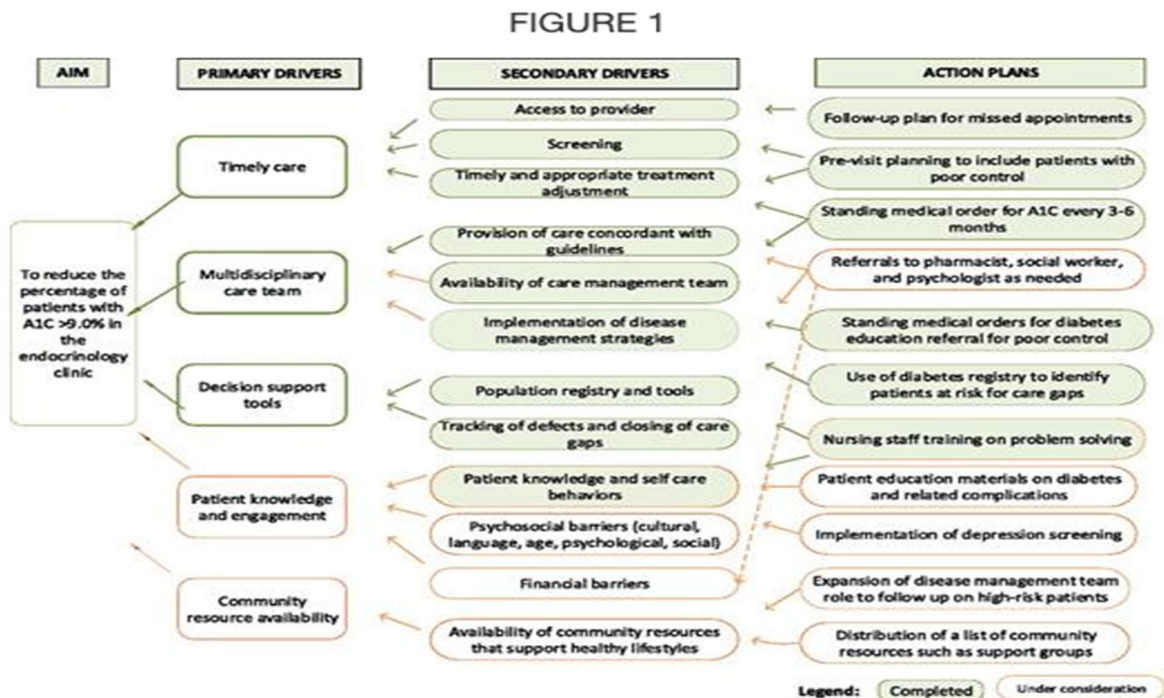 FIGURE 1
AIM
PRIMARY DRIVERS
SECONDARY DRIVERS
ACTION PLANS
To reduce the
percentage of
patients with
A1C >9.0% in
the
endocrinology
clinic
Timely care
Multidisciplinary
care team
Decision support
tools
Patient knowledge
and engagement
Community
resource availability
Access to provider
Screening
Timely and appropriate treatment
adjustment
Provision of care concordant with
guidelines
Availability of care management team
Implementation of disease
management strategies
Population registry and tools
Tracking of defects and closing of care
gaps
Patient knowledge and self care
behaviors
Psychosocial barriers (cultural,
language, age, psychological, social)
Financial barriers
Availability of community resources
that support healthy lifestyles
Follow-up plan for missed appointments
Pre-visit planning to include patients with
poor control
Standing medical order for A1C every 3-6
months
Referrals to pharmacist, social worker,
and psychologist as needed
Standing medical orders for diabetes
education referral for poor control
Use of diabetes registry to identify
patients at risk for care gaps
Nursing staff training on problem solving
Patient education materials on diabetes
and related complications
Implementation of depression screening
Expansion of disease management team
role to follow up on high-risk patients
Distribution of a list of community
resources such as support groups
Legend: Completed Under consideration